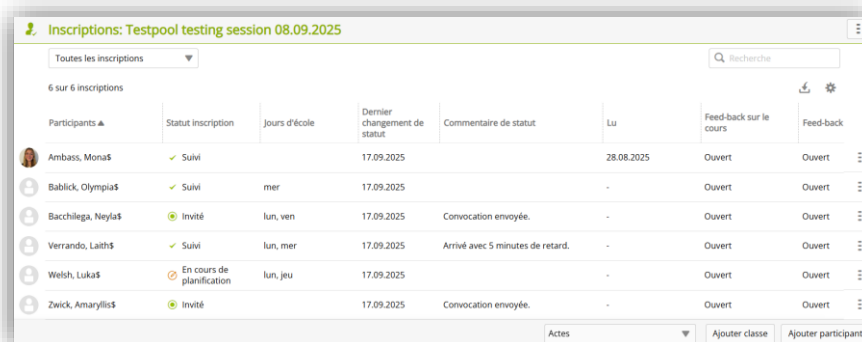 Inscriptions: Testpool testing session 08.09.2025
Toutes les inscriptions
Recherche
6 sur 6 inscriptions
Participants Statut inscription Jours d'école Dernier changement de statut Commentaire de statut Lu Feed-back sur le cours Feed-back
Ambass, Mona$ Suivi 17.09.2025 28.08.2025 Ouvert Ouvert
Bablick, Olympia$ Suivi mer 17.09.2025 - Ouvert Ouvert
Bacchilega, Neyla$ Invité lun, ven 17.09.2025 Convocation envoyée. - Ouvert Ouvert
Verrando, Laith$ Suivi lun, mer 17.09.2025 Arrivé avec 5 minutes de retard. - Ouvert Ouvert
Welsh, Luka$ En cours de planification lun, jeu 17.09.2025 - Ouvert Ouvert
Zwick, Amaryllis$ Invité 17.09.2025 Convocation envoyée. - Ouvert Ouvert
Actes Ajouter classe Ajouter participant